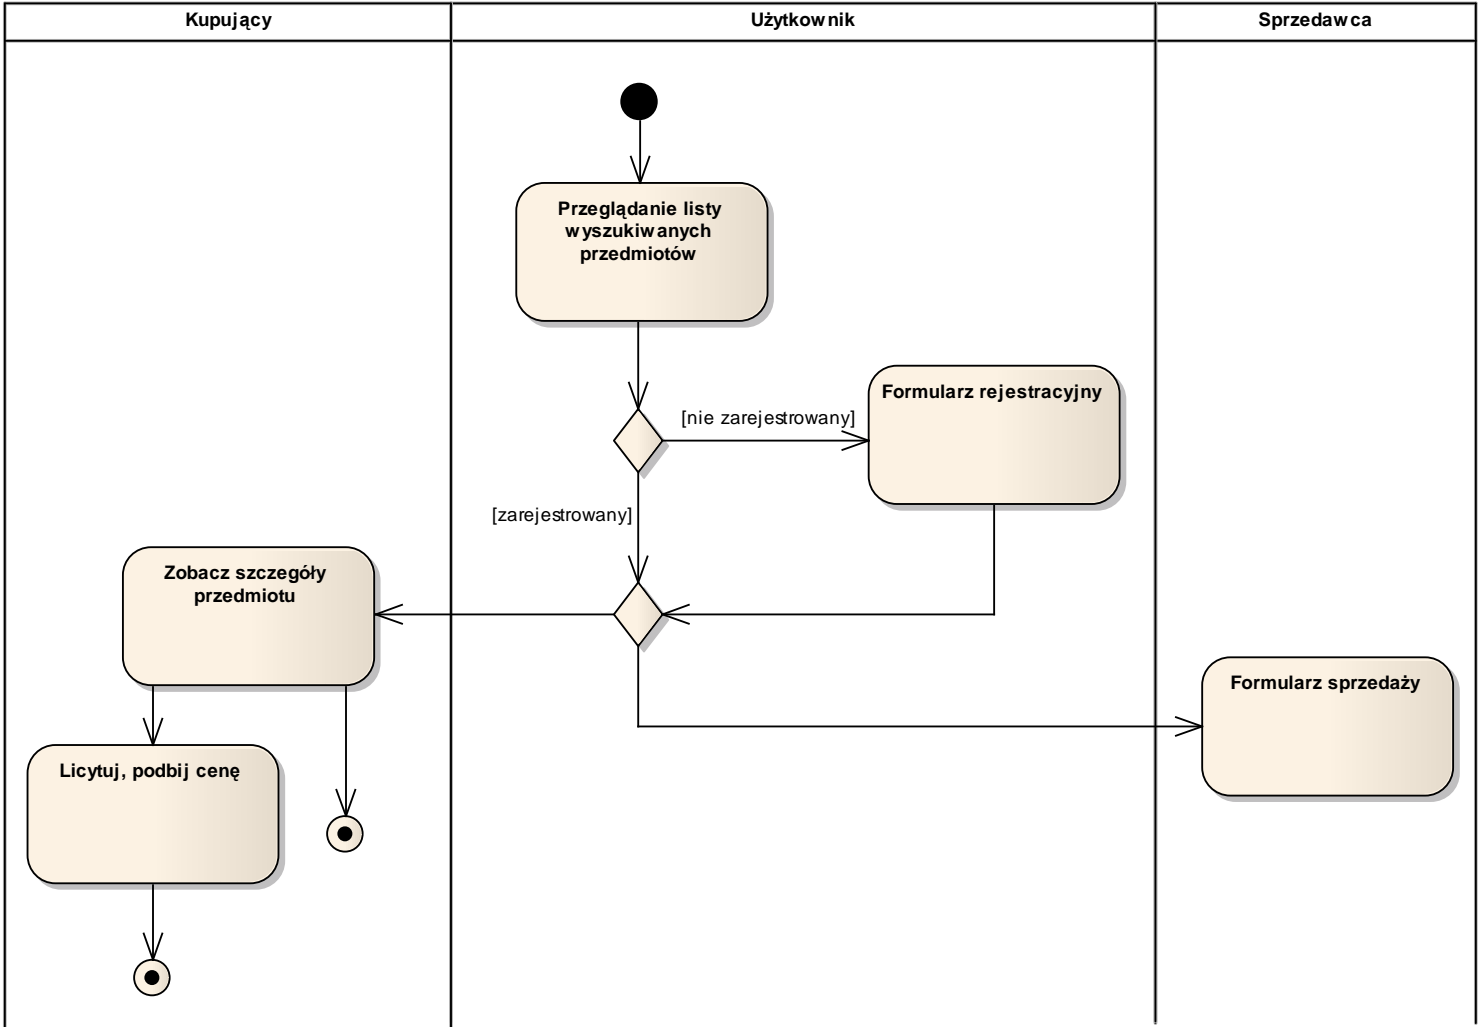 Kupujący
Użytkownik
Sprzedawca
Przeglądanie listy
wyszukiwanych
przedmiotów
Formularz rejestracyjny
[nie zarejestrowany]
[zarejestrowany]
Zobacz szczegóły
przedmiotu
Formularz sprzedaży
Licytuj, podbij cenę